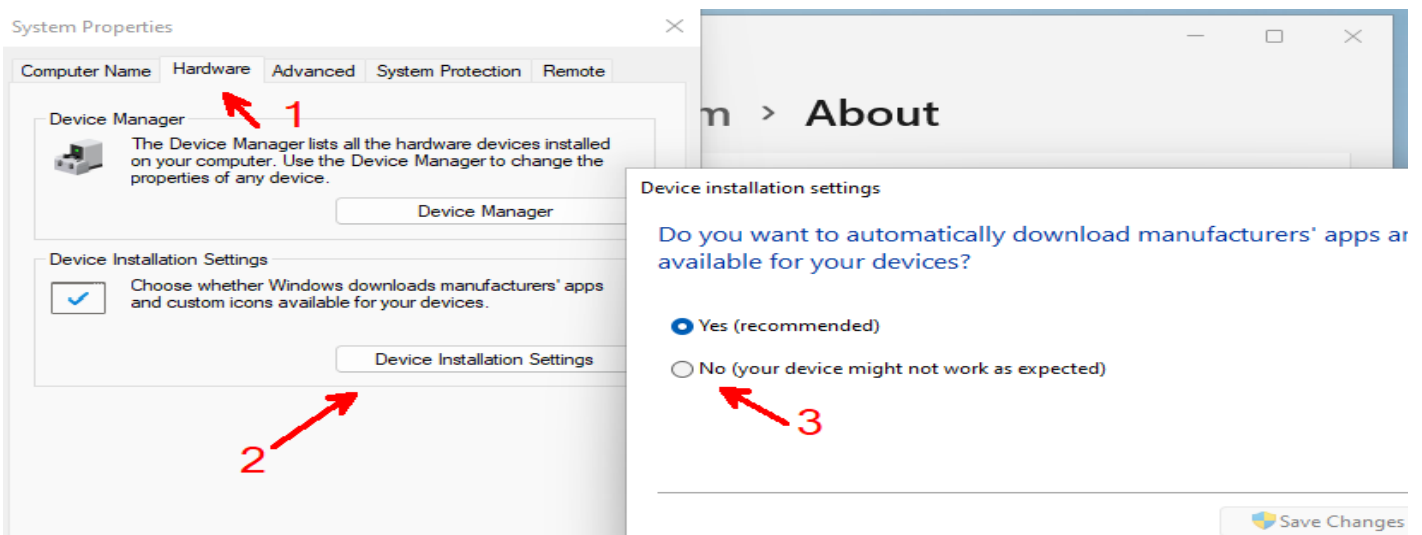 System Properties
Computer Name Hardware Advanced System Protection Remote
1
Device Manager
The Device Manager lists all the hardware devices installed
on your computer. Use the Device Manager to change the
properties of any device.
Device Manager
Device Installation Settings
Choose whether Windows downloads manufacturers' apps
and custom icons available for your devices.
Device Installation Settings
2
m > About
Device installation settings
Do you want to automatically download manufacturers' apps an
available for your devices?
Yes (recommended)
No (your device might not work as expected)
3
Save Changes